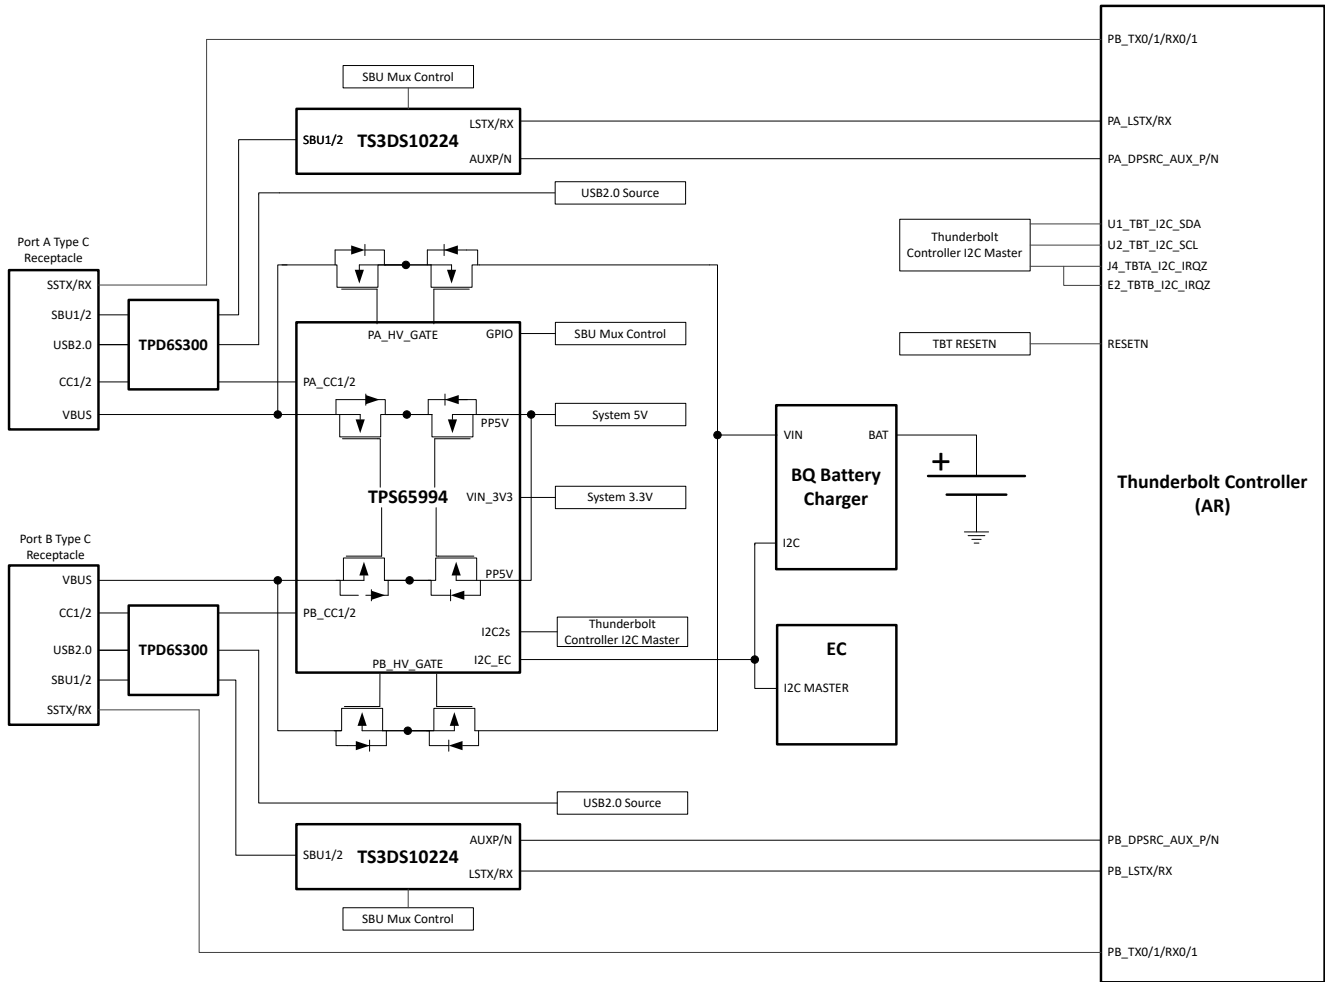 PB_TX0/1/RX0/1
SBU Mux Control
LSTX/RX
SBU1/2
TS3DS10224
AUXP/N
PA_LSTX/RX
PA_DPSRC_AUX_P/N
USB2.0 Source
Port A Type C
Receptacle
SSTX/RX
SBU1/2
USB2.0
CC1/2
VBUS
TPD6S300
Thunderbolt
Controller I2C Master
U1_TBT_I2C_SDA
U2_TBT_I2C_SCL
J4_TBTA_I2C_IRQZ
E2_TBTB_I2C_IRQZ
PA_HV_GATE
GPIO
SBU Mux Control
TBT RESETN
RESETN
PA_CC1/2
PP5V
System 5V
VIN
BAT
BQ Battery
Charger
+
I2C
TPS65994
VIN_3V3
System 3.3V
Thunderbolt Controller
(AR)
Port B Type C
Receptacle
VBUS
CC1/2
USB2.0
SBU1/2
SSTX/RX
TPD6S300
PP5V
PB_CC1/2
I2C2s
Thunderbolt
Controller I2C Master
PB_HV_GATE
I2C_EC
EC
I2C MASTER
USB2.0 Source
AUXP/N
SBU1/2
TS3DS10224
LSTX/RX
SBU Mux Control
PB_DPSRC_AUX_P/N
PB_LSTX/RX
PB_TX0/1/RX0/1